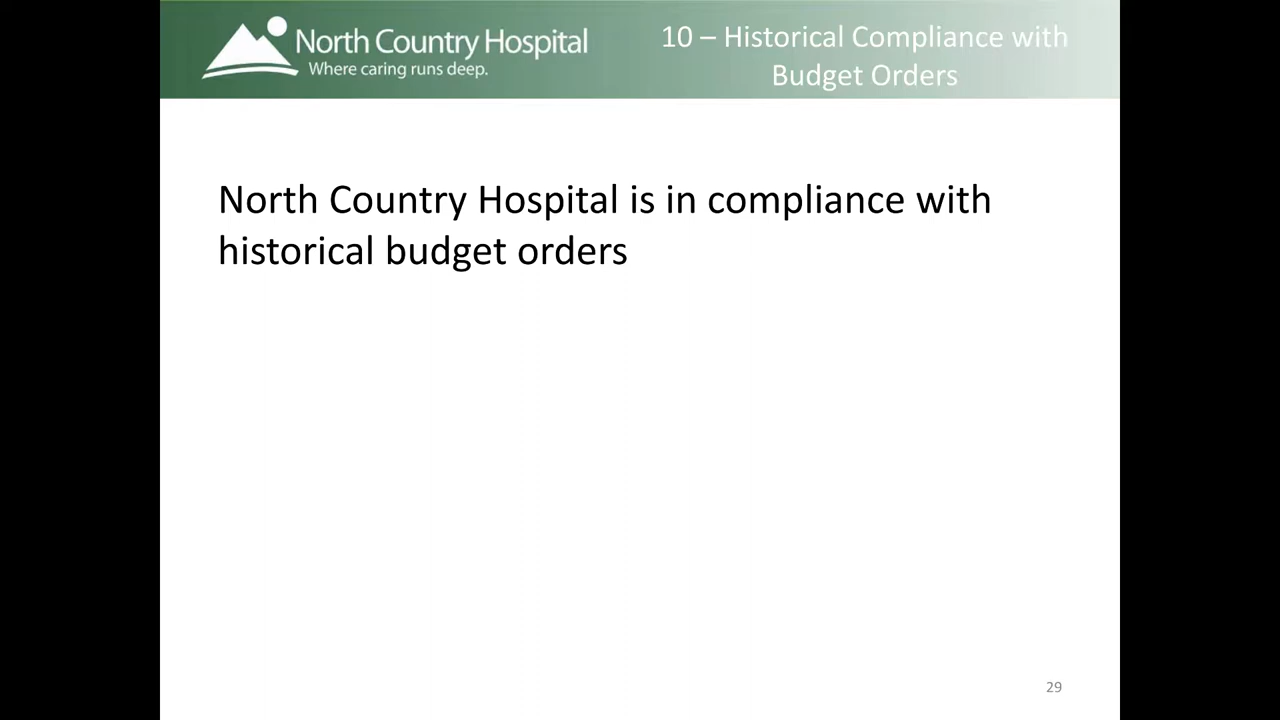 North Country Hospital
Where caring runs deep.
10 – Historical Compliance with
Budget Orders
North Country Hospital is in compliance with
historical budget orders
29